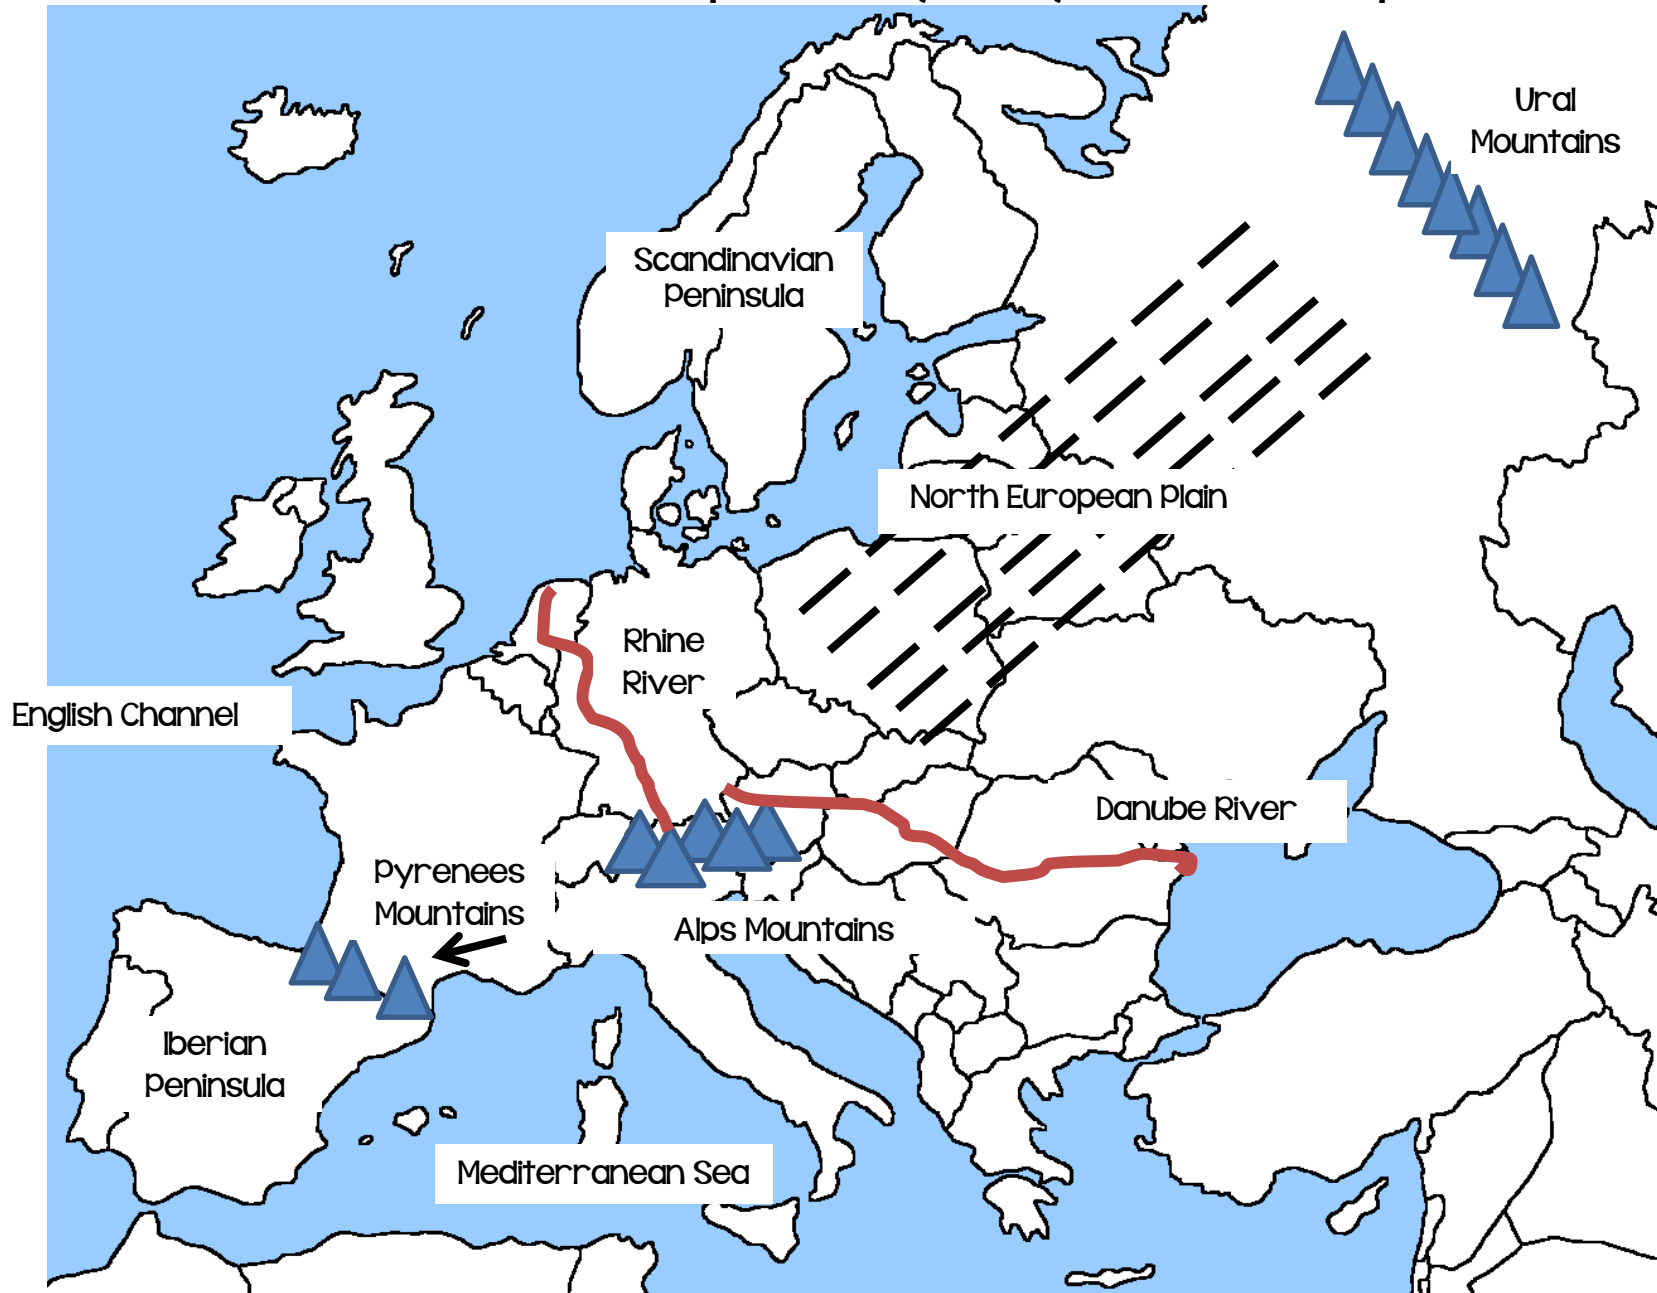 Ural
Mountains
Scandinavian
Peninsula
North European Plain
Rhine
River
English Channel
Danube River
Pyrenees
Mountains
Alps Mountains
Iberian
Peninsula
Mediterranean Sea